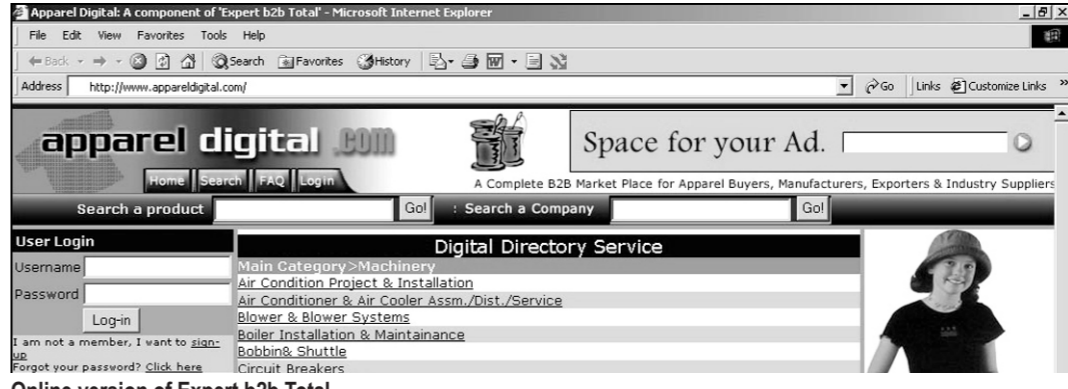 Apparel Digital: A component of 'Expert b2b Total' - Microsoft Internet Explorer
File Edit View Favorites Tools Help
Back Search Favorites History
Address http://www.appareldigital.com/ Go Links Customize Links »
apparel digital .com
Space for your Ad.
Home Search FAQ Login
A Complete B2B Market Place for Apparel Buyers, Manufacturers, Exporters & Industry Suppliers
Search a product Go! : Search a Company Go!
User Login
Username
Password
Log-in
I am not a member, I want to sign-
up
Forgot your password? Click here
Digital Directory Service
Main Category>Machinery
Air Condition Project & Installation
Air Conditioner & Air Cooler Assm./Dist./Service
Blower & Blower Systems
Boiler Installation & Maintainance
Bobbin& Shuttle
Circuit Breakers
Online version of Expert b2b Total